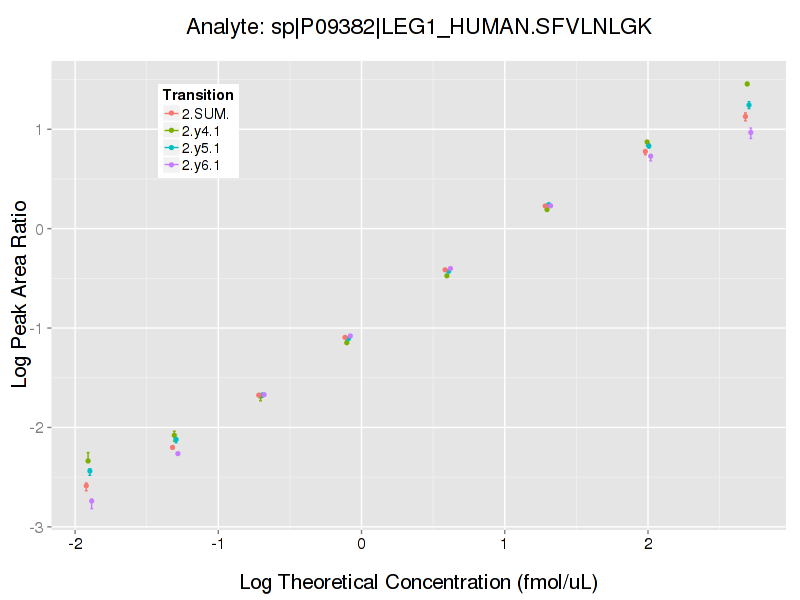 Analyte: sp|P09382|LEG1_HUMAN.SFVLNLGK
Log Peak Area Ratio
1
0
-1
-2
-3
Transition
2.SUM.
2.y4.1
2.y5.1
2.y6.1
-2 -1 0 1 2
Log Theoretical Concentration (fmol/uL)